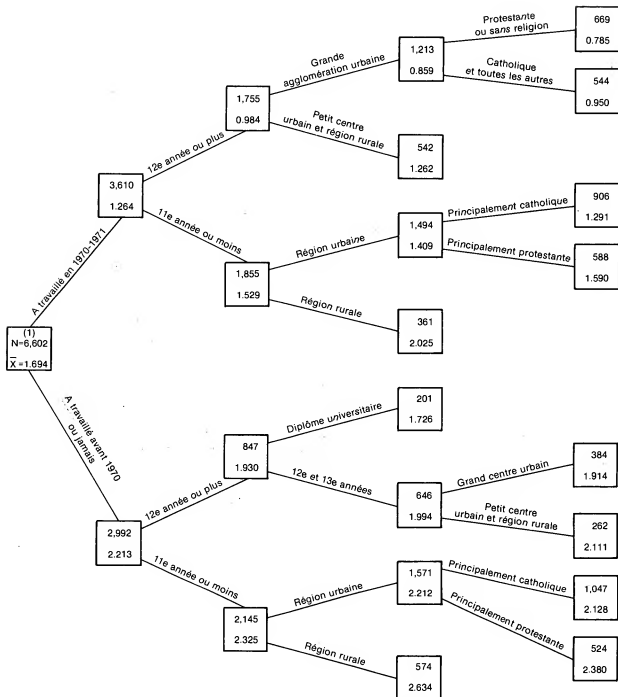 Protestante
ou sans religion
669
0.785
Grande
agglomération urbaine
1,213
0.859
Catholique
et toutes les autres
544
0.950
1,755
0.984
12e année ou plus
Petit centre
urbain et région rurale
542
1.262
3,610
1.264
A travaillé en 1970-1971
11e année ou moins
Principalement catholique
906
1.291
Région urbaine
1,494
1.409
Principalement protestante
588
1.590
1,855
1.529
Région rurale
361
2.025
(1)
N=6,602
X̅ =1.694
A travaillé avant 1970
ou jamais
Diplôme universitaire
201
1.726
847
1.930
12e année ou plus
12e et 13e années
Grand centre urbain
384
1.914
646
1.994
Petit centre
urbain et région rurale
262
2.111
2,992
2.213
11e année ou moins
Région urbaine
1,571
2.212
Principalement catholique
1,047
2.128
Principalement protestante
524
2.380
2,145
2.325
Région rurale
574
2.634